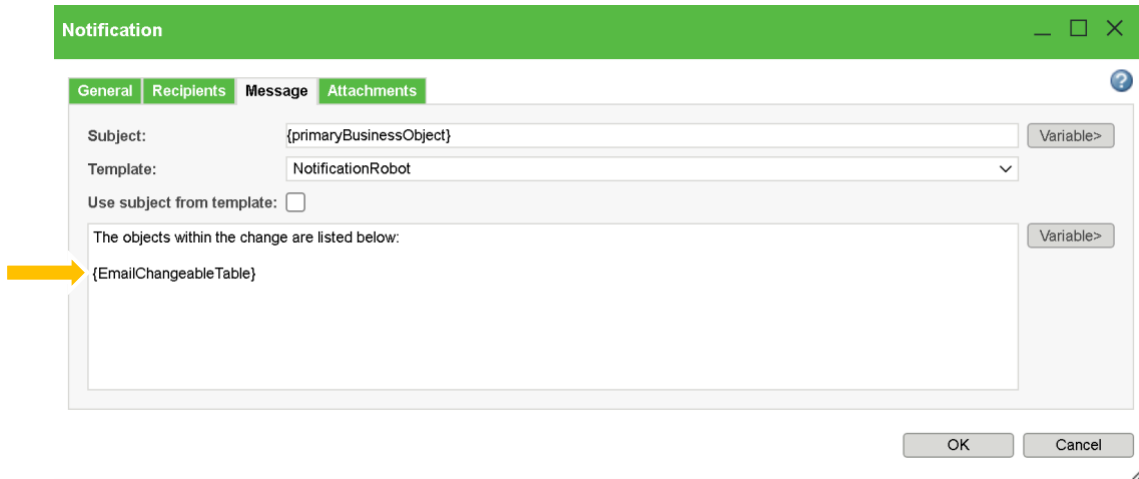 Notification
General Recipients Message Attachments
Subject: {primaryBusinessObject} Variable>
Template: NotificationRobot
Use subject from template:
The objects within the change are listed below: Variable>
{EmailChangeableTable}
OK Cancel